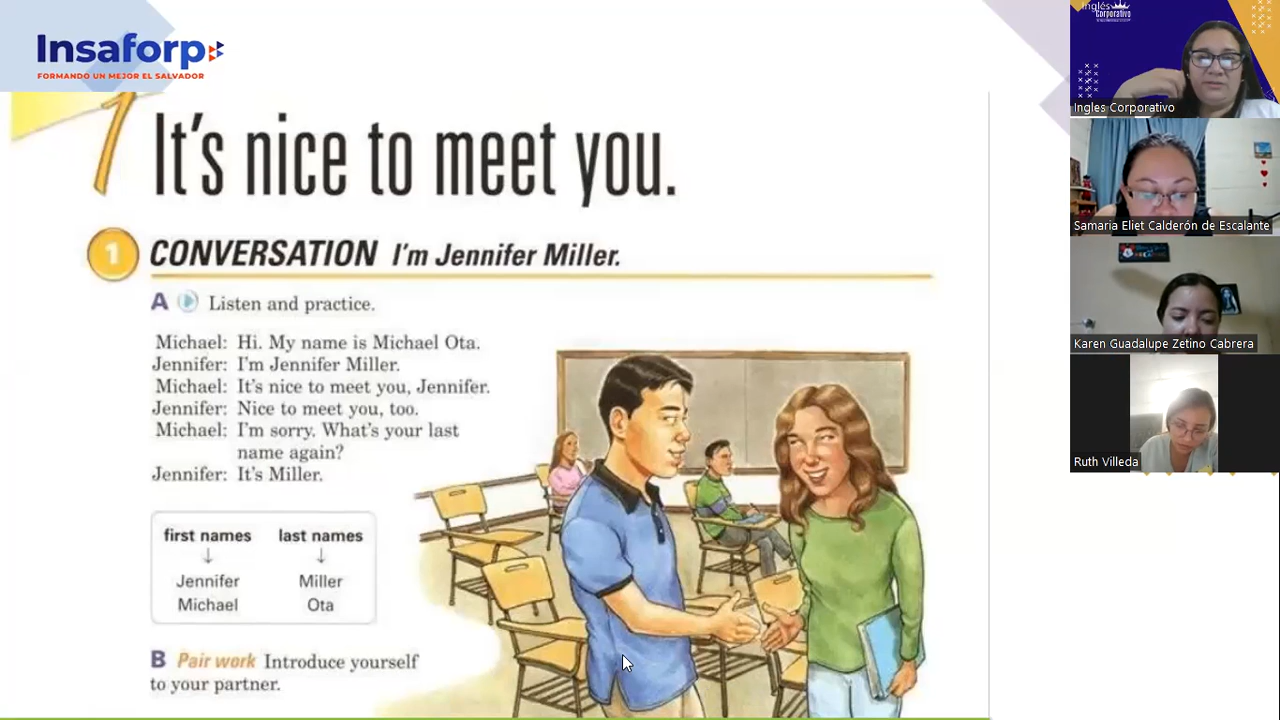 Insaforp
FORMANDO UN MEJOR EL SALVADOR
1 It's nice to meet you.
1 CONVERSATION I'm Jennifer Miller.
A Listen and practice.
Michael: Hi. My name is Michael Ota.
Jennifer: I'm Jennifer Miller.
Michael: It's nice to meet you, Jennifer.
Jennifer: Nice to meet you, too.
Michael: I'm sorry. What's your last
name again?
Jennifer: It's Miller.
first names last names
↓ ↓
Jennifer Miller
Michael Ota
B Pair work Introduce yourself
to your partner.
Inglés
Corporativo
Ingles Corporativo
Samaria Eliet Calderón de Escalante
Karen Guadalupe Zetino Cabrera
Ruth Villeda